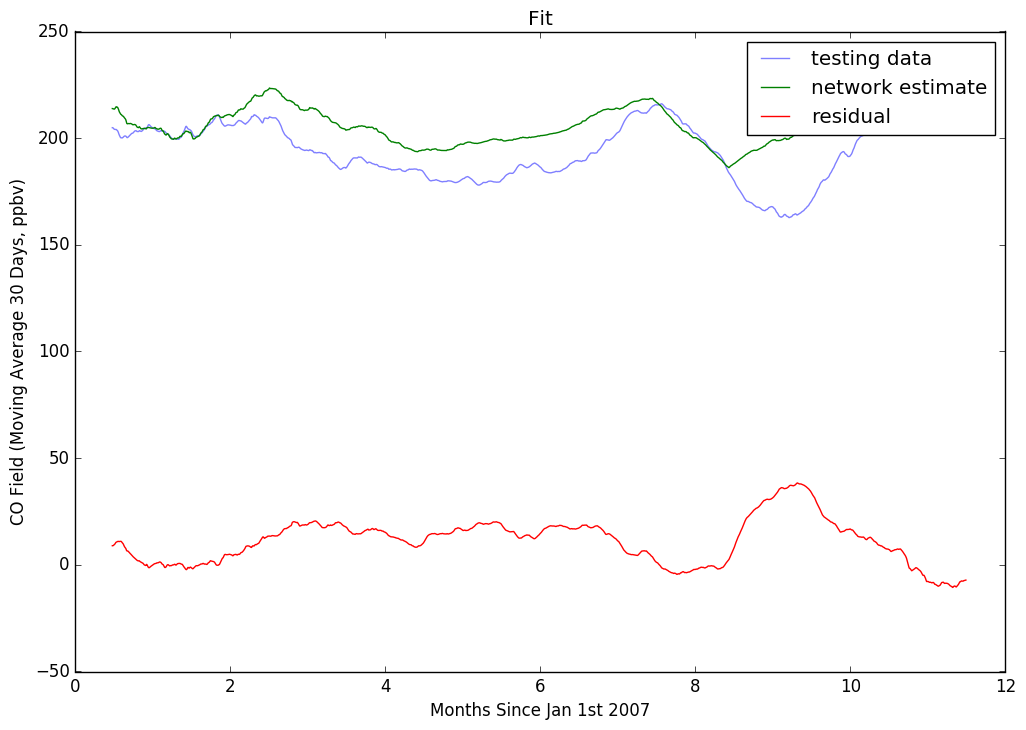 Fit
250
200
150
100
50
0
−50
CO Field (Moving Average 30 Days, ppbv)
testing data
network estimate
residual
0 2 4 6 8 10 12
Months Since Jan 1st 2007